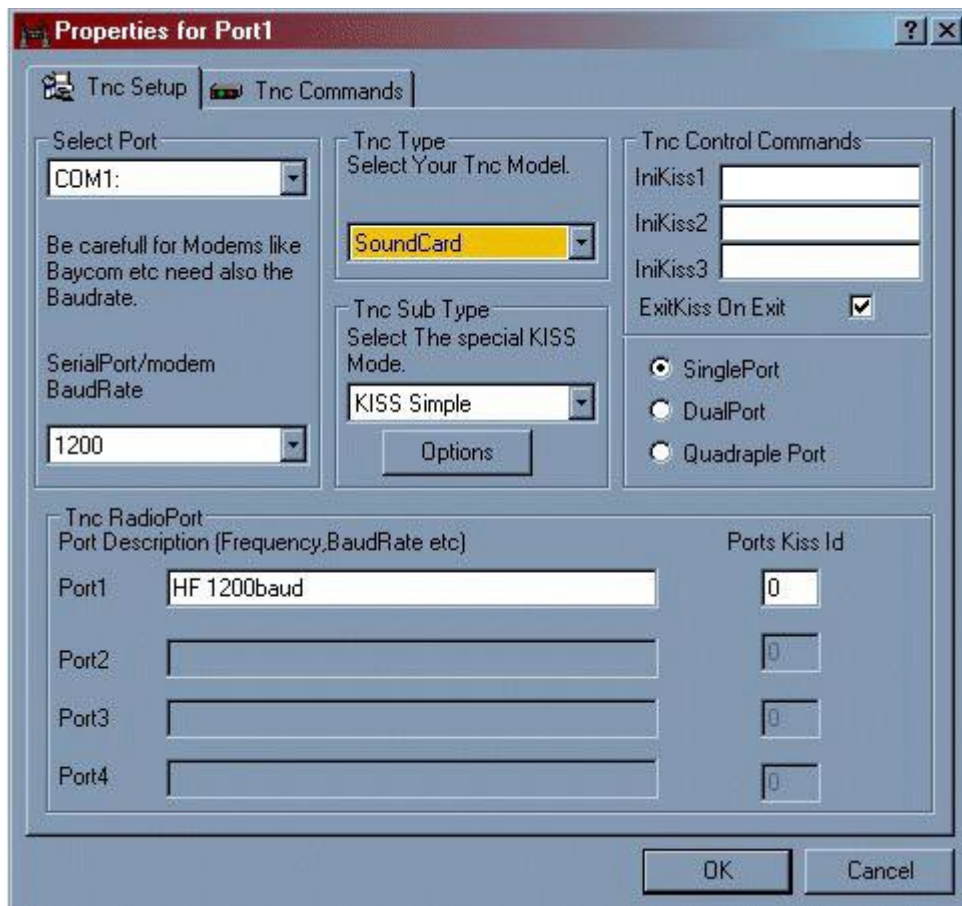 Properties for Port1
Tnc Setup
Tnc Commands
Select Port
COM1:
Be carefull for Modems like
Baycom etc need also the
Baudrate.
SerialPort/modem
BaudRate
1200
Tnc Type
Select Your Tnc Model.
SoundCard
Tnc Sub Type
Select The special KISS
Mode.
KISS Simple
Options
Tnc Control Commands
IniKiss1
IniKiss2
IniKiss3
ExitKiss On Exit
SinglePort
DualPort
Quadraple Port
Tnc RadioPort
Port Description (Frequency,BaudRate etc)
Ports Kiss Id
Port1
HF 1200baud
0
Port2
0
Port3
0
Port4
0
OK
Cancel